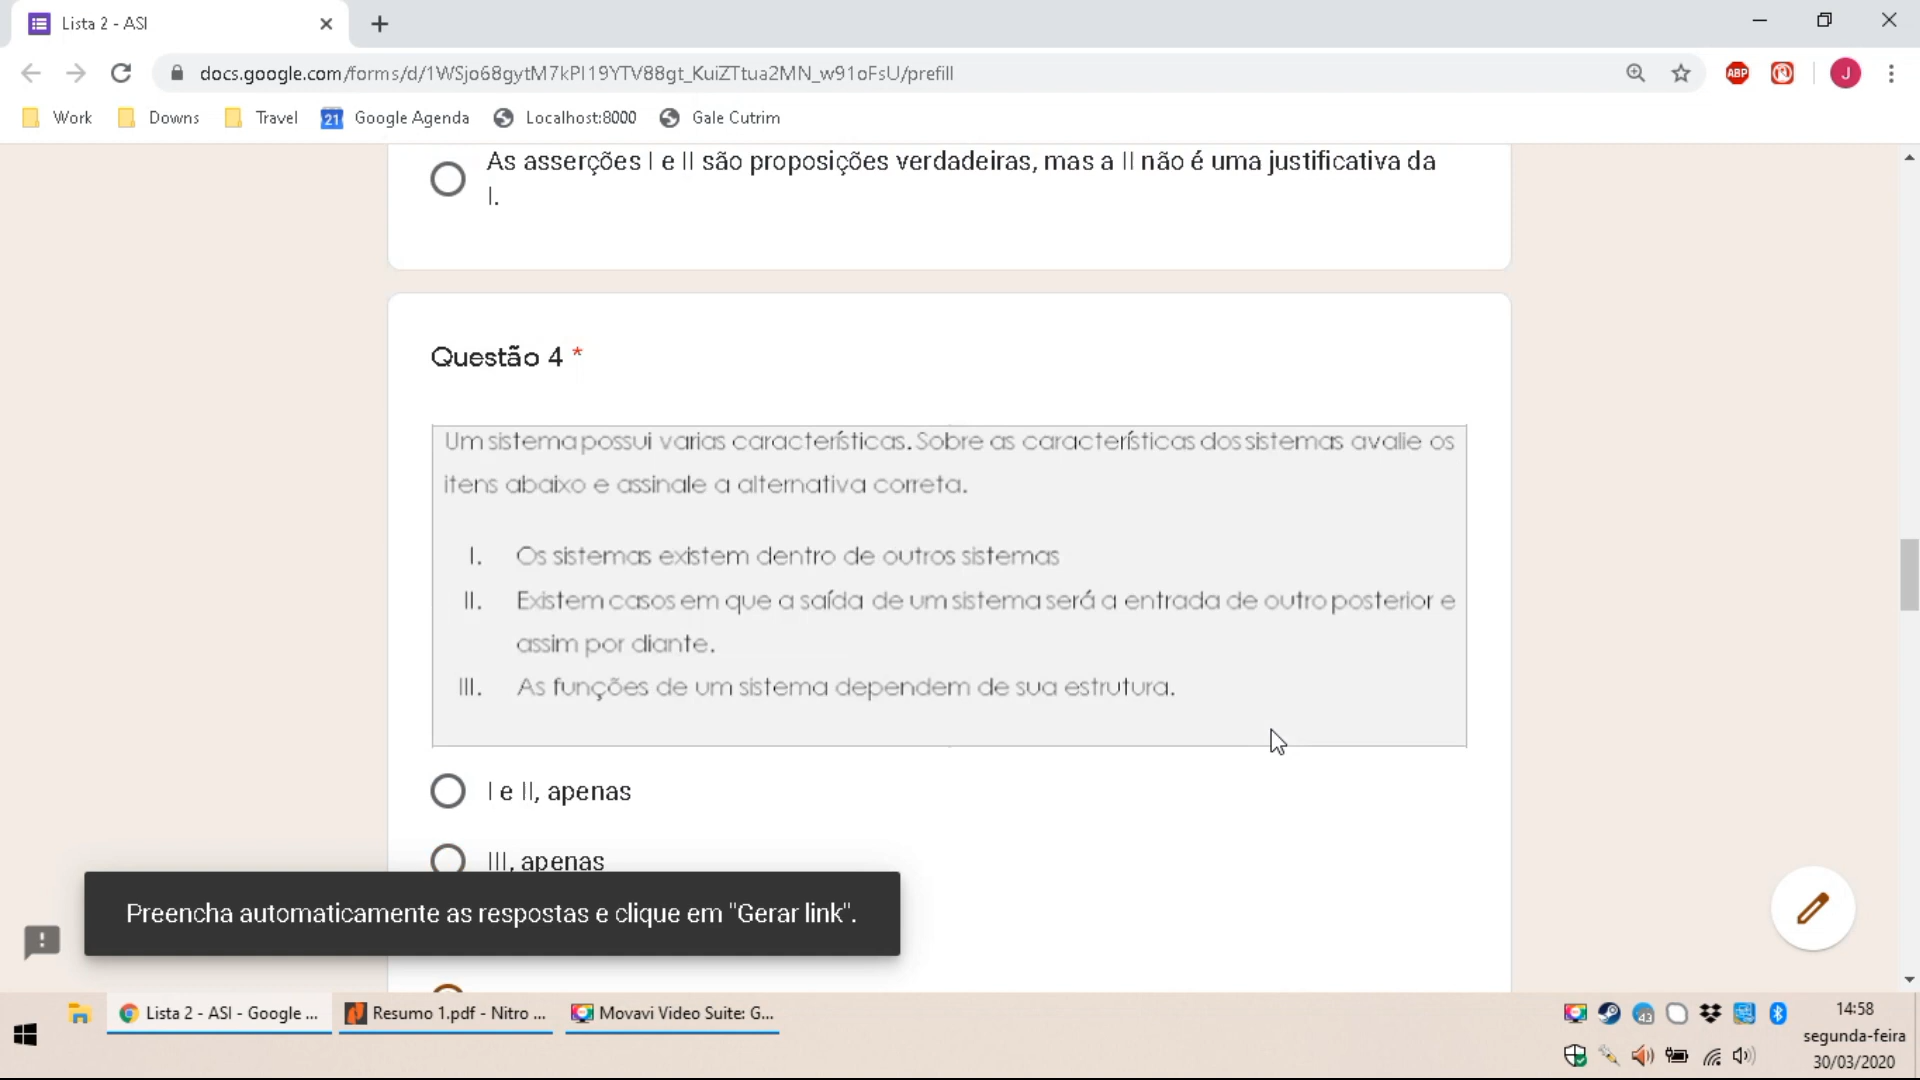 Lista 2 - ASI
docs.google.com/forms/d/1WSjo68gytM7kPI19YTV88gt_KuiZTtua2MN_w91oFsU/prefill
ABP
J
Work
Downs
Travel
21
Google Agenda
Localhost:8000
Gale Cutrim
As asserções I e II são proposições verdadeiras, mas a II não é uma justificativa da
I.
Questão 4 *
Um sistema possui varias características. Sobre as características dos sistemas avalie os
itens abaixo e assinale a alternativa correta.
I. Os sistemas existem dentro de outros sistemas
II. Existem casos em que a saída de um sistema será a entrada de outro posterior e
assim por diante.
III. As funções de um sistema dependem de sua estrutura.
I e II, apenas
III, apenas
Preencha automaticamente as respostas e clique em "Gerar link".
Lista 2 - ASI - Google ...
Resumo 1.pdf - Nitro ...
Movavi Video Suite: G...
43
14:58
segunda-feira
30/03/2020